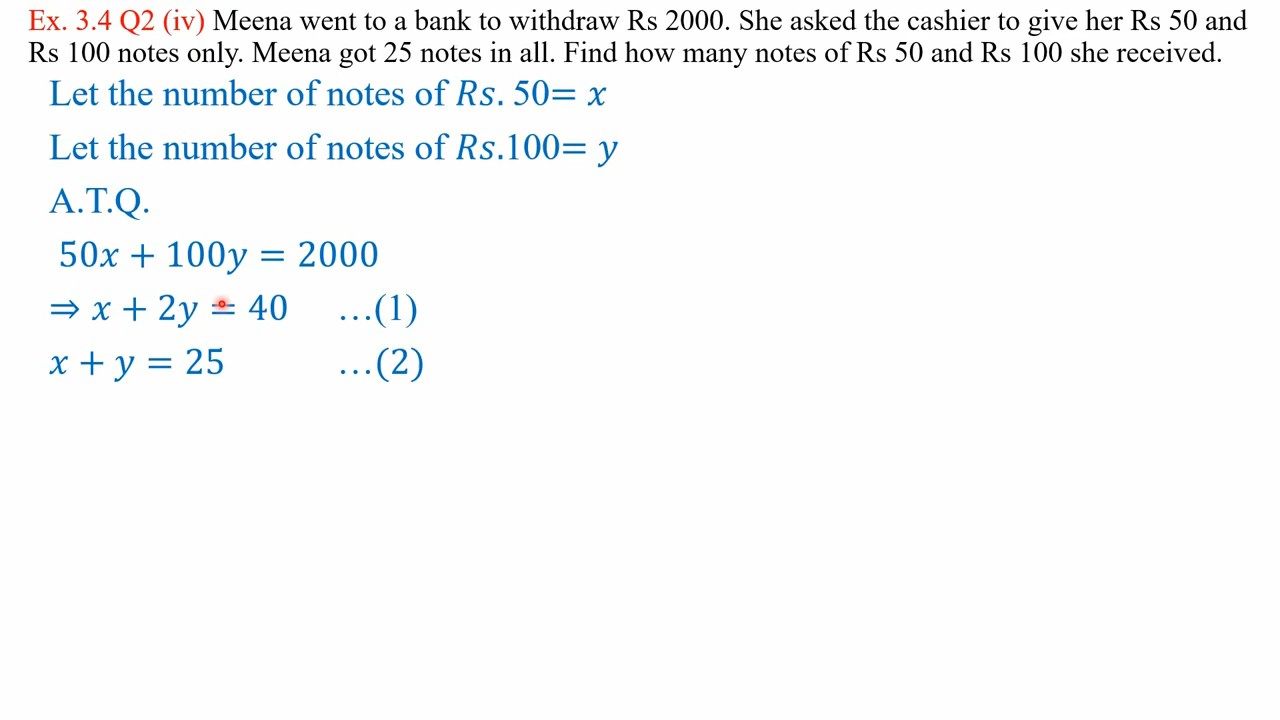 Ex. 3.4 Q2 (iv) Meena went to a bank to withdraw Rs 2000. She asked the cashier to give her Rs 50 and
Rs 100 notes only. Meena got 25 notes in all. Find how many notes of Rs 50 and Rs 100 she received.
Let the number of notes of Rs. 50= x
Let the number of notes of Rs.100= y
A.T.Q.
50x + 100y = 2000
⇒ x + 2y = 40 …(1)
x + y = 25 …(2)